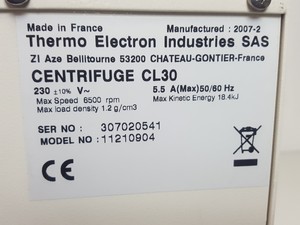 Made in France Manufactured : 2007-2
Thermo Electron Industries SAS
ZI Aze Bellitourne 53200 CHATEAU-GONTIER-France
CENTRIFUGE CL30
230 ±10% V~ 5.5 A(Max)50/60 Hz
Max Speed 6500 rpm Max Kinetic Energy 18.4kJ
Max load density 1.2 g/cm3
SER NO : 307020541
MODEL NO : 11210904
CE